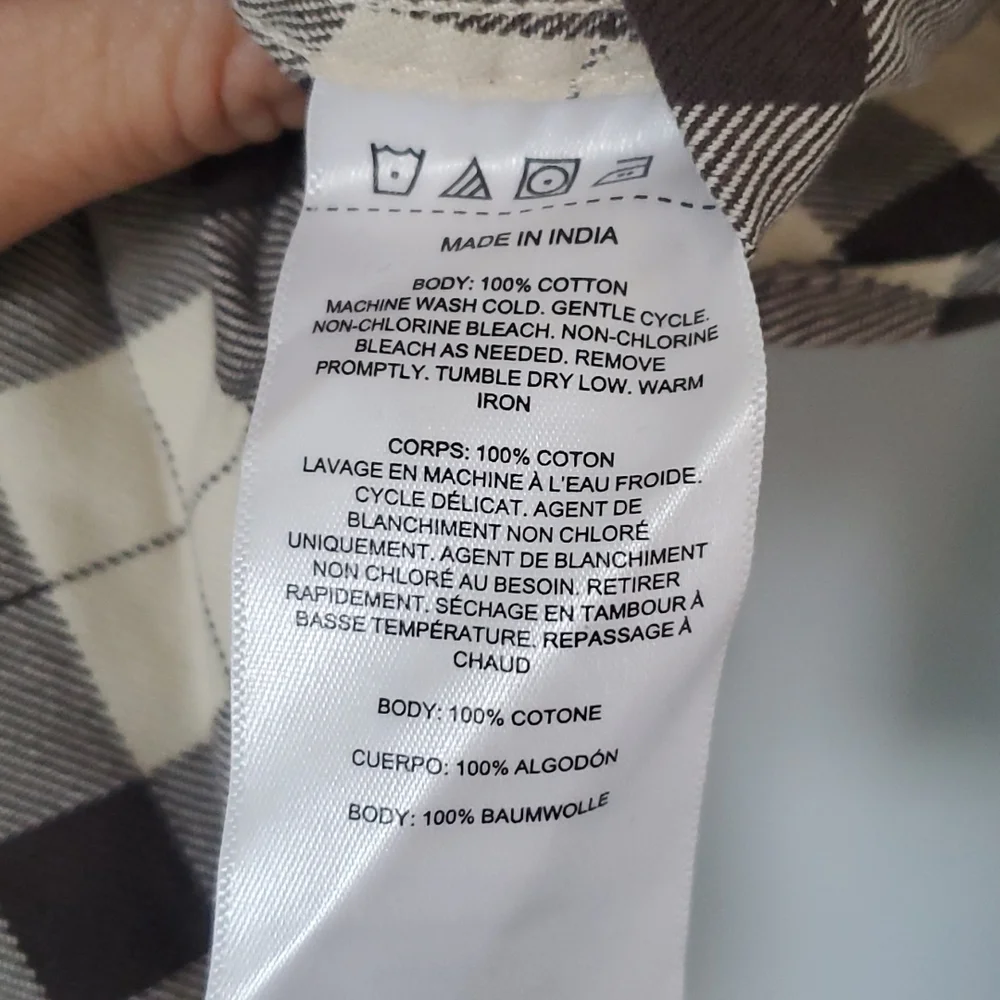 MADE IN INDIA
BODY: 100% COTTON
MACHINE WASH COLD. GENTLE CYCLE.
NON-CHLORINE BLEACH. NON-CHLORINE
BLEACH AS NEEDED. REMOVE
PROMPTLY. TUMBLE DRY LOW. WARM
IRON
CORPS: 100% COTON
LAVAGE EN MACHINE À L'EAU FROIDE.
CYCLE DÉLICAT. AGENT DE
BLANCHIMENT NON CHLORÉ
UNIQUEMENT. AGENT DE BLANCHIMENT
NON CHLORÉ AU BESOIN. RETIRER
RAPIDEMENT. SÉCHAGE EN TAMBOUR À
BASSE TEMPÉRATURE. REPASSAGE À
CHAUD
BODY: 100% COTONE
CUERPO: 100% ALGODÓN
BODY: 100% BAUMWOLLE